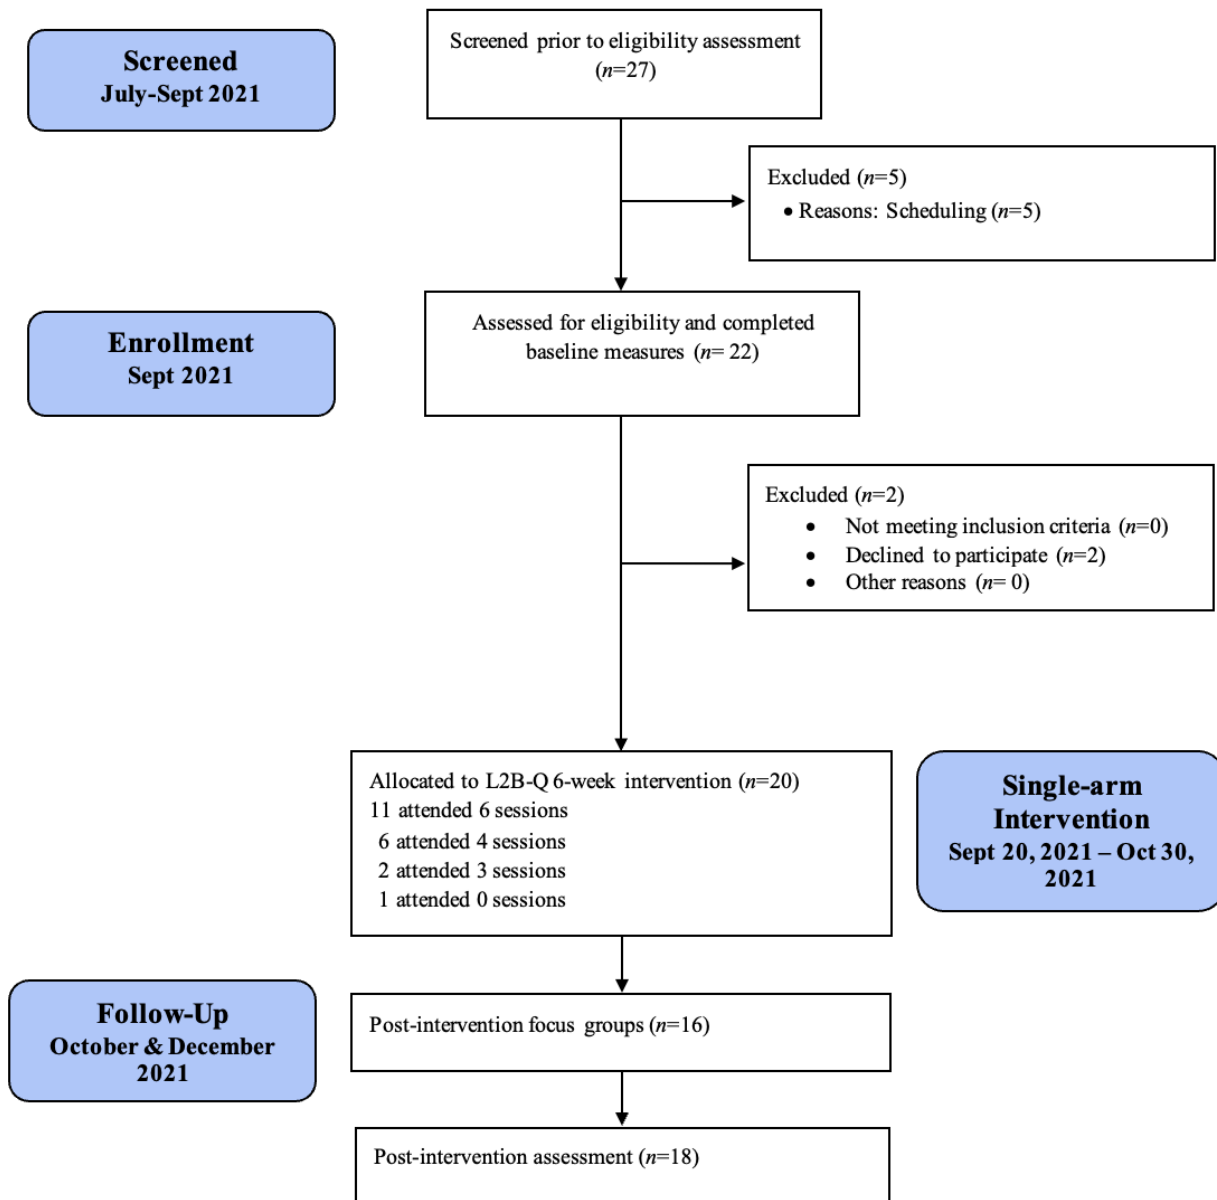 Screened
July-Sept 2021
Screened prior to eligibility assessment
(n=27)
Excluded (n=5)
• Reasons: Scheduling (n=5)
Enrollment
Sept 2021
Assessed for eligibility and completed
baseline measures (n= 22)
Excluded (n=2)
• Not meeting inclusion criteria (n=0)
• Declined to participate (n=2)
• Other reasons (n= 0)
Allocated to L2B-Q 6-week intervention (n=20)
11 attended 6 sessions
6 attended 4 sessions
2 attended 3 sessions
1 attended 0 sessions
Single-arm
Intervention
Sept 20, 2021 – Oct 30,
2021
Follow-Up
October & December
2021
Post-intervention focus groups (n=16)
Post-intervention assessment (n=18)